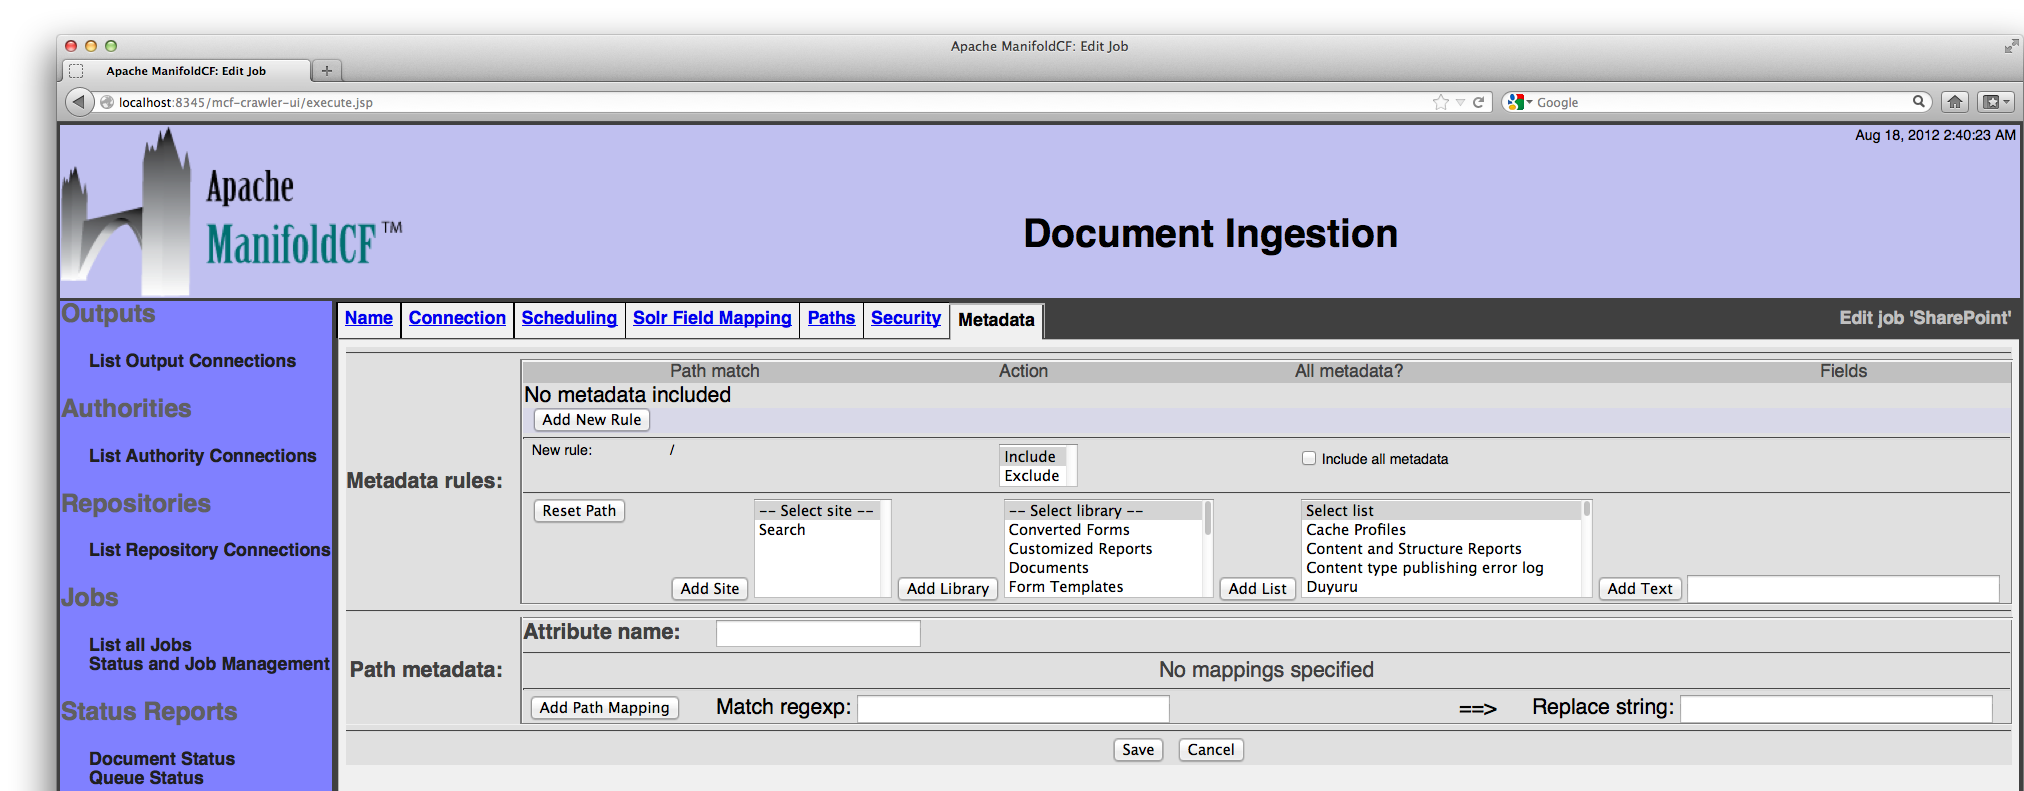 Apache ManifoldCF: Edit Job
Apache ManifoldCF: Edit Job
localhost:8345/mcf-crawler-ui/execute.jsp
Google
Aug 18, 2012 2:40:23 AM
Apache
ManifoldCF™
Document Ingestion
Outputs
List Output Connections
Authorities
List Authority Connections
Repositories
List Repository Connections
Jobs
List all Jobs
Status and Job Management
Status Reports
Document Status
Queue Status
Name Connection Scheduling Solr Field Mapping Paths Security Metadata
Edit job 'SharePoint'
Metadata rules:
Path match Action All metadata? Fields
No metadata included
Add New Rule
New rule: /
Include
Exclude
Include all metadata
Reset Path
Add Site
-- Select site --
Search
Add Library
-- Select library --
Converted Forms
Customized Reports
Documents
Form Templates
Add List
Select list
Cache Profiles
Content and Structure Reports
Content type publishing error log
Duyuru
Add Text
Path metadata:
Attribute name:
No mappings specified
Add Path Mapping Match regexp: ==> Replace string:
Save Cancel